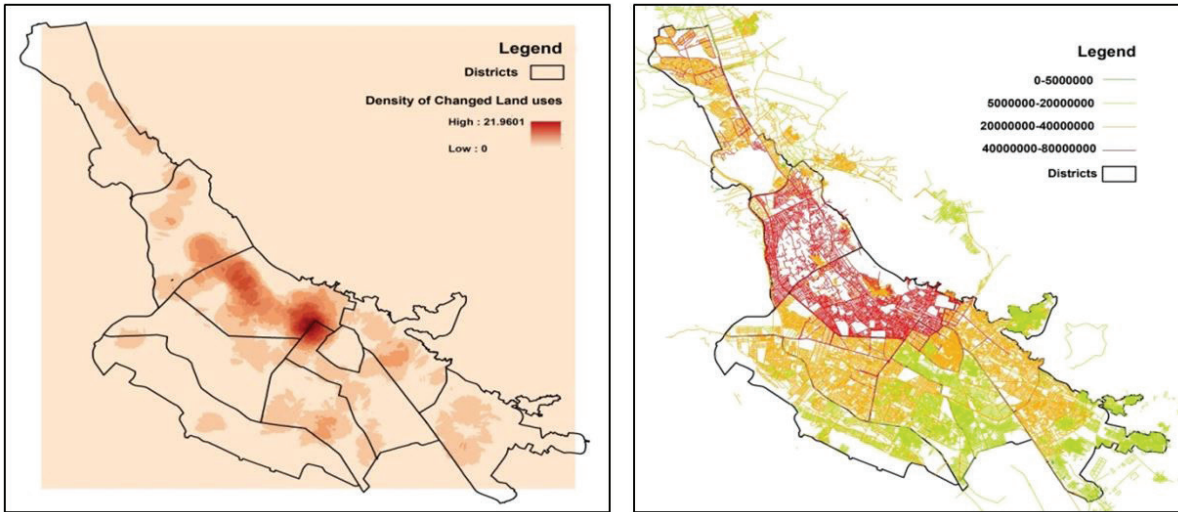 Legend
Districts
Density of Changed Land uses
High : 21.9601
Low : 0
Legend
0-5000000
5000000-20000000
20000000-40000000
40000000-80000000
Districts